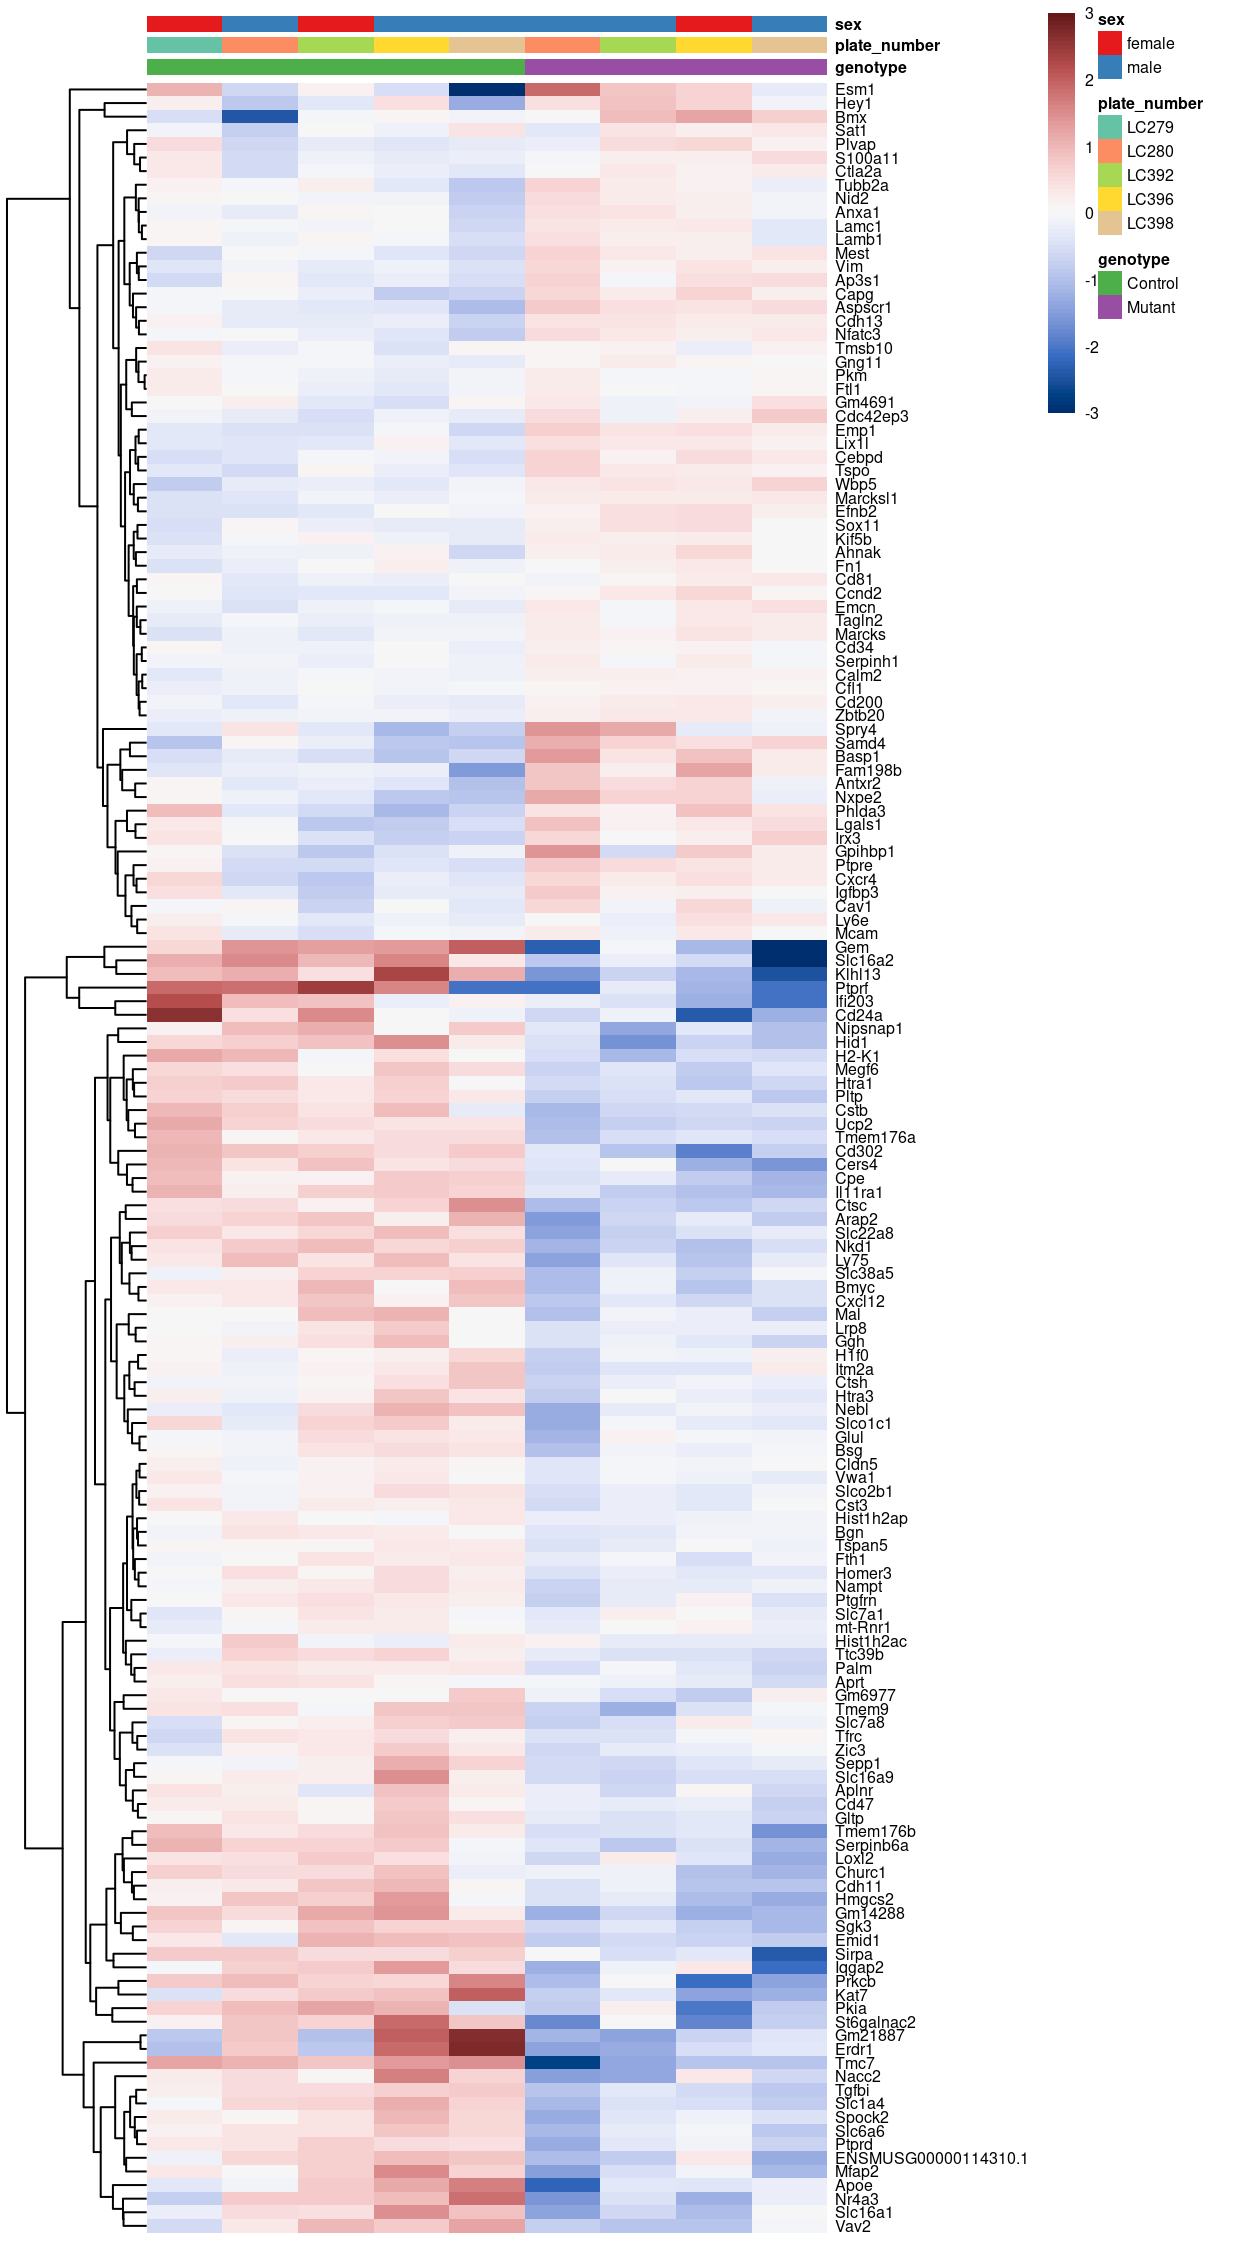 sex
plate_number
genotype
Esm1
Hey1
Bmx
Sat1
Plvap
S100a11
Ctla2a
Tubb2a
Nid2
Anxa1
Lamc1
Lamb1
Mest
Vim
Ap3s1
Capg
Aspscr1
Cdh13
Nfatc3
Tmsb10
Gng11
Pkm
Ftl1
Gm4691
Cdc42ep3
Emp1
Lix1l
Cebpd
Tspo
Wbp5
Marcksl1
Efnb2
Sox11
Kif5b
Ahnak
Fn1
Cd81
Ccnd2
Emcn
Tagln2
Marcks
Cd34
Serpinh1
Calm2
Cfl1
Cd200
Zbtb20
Spry4
Samd4
Basp1
Fam198b
Antxr2
Nxpe2
Phlda3
Lgals1
Irx3
Gpihbp1
Ptpre
Cxcr4
Igfbp3
Cav1
Ly6e
Mcam
Gem
Slc16a2
Klhl13
Ptprf
Ifi203
Cd24a
Nipsnap1
Hid1
H2-K1
Megf6
Htra1
Pltp
Cstb
Ucp2
Tmem176a
Cd302
Cers4
Cpe
Il11ra1
Ctsc
Arap2
Slc22a8
Nkd1
Ly75
Slc38a5
Bmyc
Cxcl12
Mal
Lrp8
Ggh
H1f0
Itm2a
Ctsh
Htra3
Nebl
Slco1c1
Glul
Bsg
Cldn5
Vwa1
Slco2b1
Cst3
Hist1h2ap
Bgn
Tspan5
Fth1
Homer3
Nampt
Ptgfrn
Slc7a1
mt-Rnr1
Hist1h2ac
Ttc39b
Palm
Aprt
Gm6977
Tmem9
Slc7a8
Tfrc
Zic3
Sepp1
Slc16a9
Aplnr
Cd47
Gltp
Tmem176b
Serpinb6a
Loxl2
Churc1
Cdh11
Hmgcs2
Gm14288
Sgk3
Emid1
Sirpa
Iqgap2
Prkcb
Kat7
Pkia
St6galnac2
Gm21887
Erdr1
Tmc7
Nacc2
Tgfbi
Slc1a4
Spock2
Slc6a6
Ptprd
ENSMUSG00000114310.1
Mfap2
Apoe
Nr4a3
Slc16a1
Vav2
3
2
1
0
-1
-2
-3
sex
female
male
plate_number
LC279
LC280
LC392
LC396
LC398
genotype
Control
Mutant